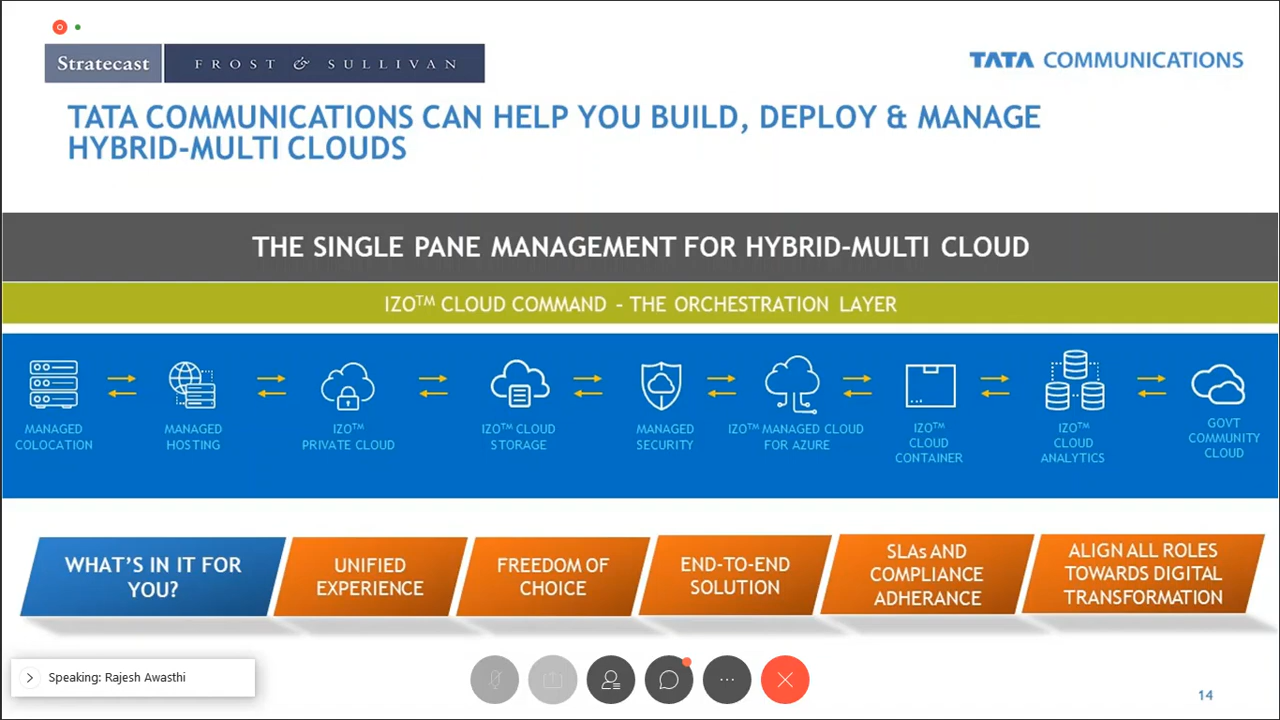 Stratecast FROST & SULLIVAN
TATA COMMUNICATIONS
TATA COMMUNICATIONS CAN HELP YOU BUILD, DEPLOY & MANAGE
HYBRID-MULTI CLOUDS
THE SINGLE PANE MANAGEMENT FOR HYBRID-MULTI CLOUD
IZO™ CLOUD COMMAND – THE ORCHESTRATION LAYER
MANAGED
COLOCATION
MANAGED
HOSTING
IZO™
PRIVATE CLOUD
IZO™ CLOUD
STORAGE
MANAGED
SECURITY
IZO™ MANAGED CLOUD
FOR AZURE
IZO™
CLOUD
CONTAINER
IZO™
CLOUD
ANALYTICS
GOVT
COMMUNITY
CLOUD
WHAT'S IN IT FOR
YOU?
UNIFIED
EXPERIENCE
FREEDOM OF
CHOICE
END-TO-END
SOLUTION
SLAs AND
COMPLIANCE
ADHERANCE
ALIGN ALL ROLES
TOWARDS DIGITAL
TRANSFORMATION
Speaking: Rajesh Awasthi
14